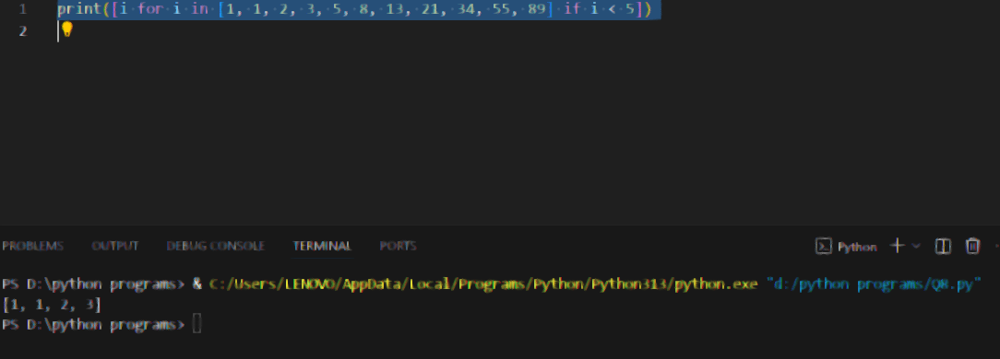 1 print([i for i in [1, 1, 2, 3, 5, 8, 13, 21, 34, 55, 89] if i < 5])
2
PROBLEMS OUTPUT DEBUG CONSOLE TERMINAL PORTS Python
PS D:\python programs> & C:/Users/LENOVO/AppData/Local/Programs/Python/Python313/python.exe "d:/python programs/QR.py"
[1, 1, 2, 3]
PS D:\python programs>